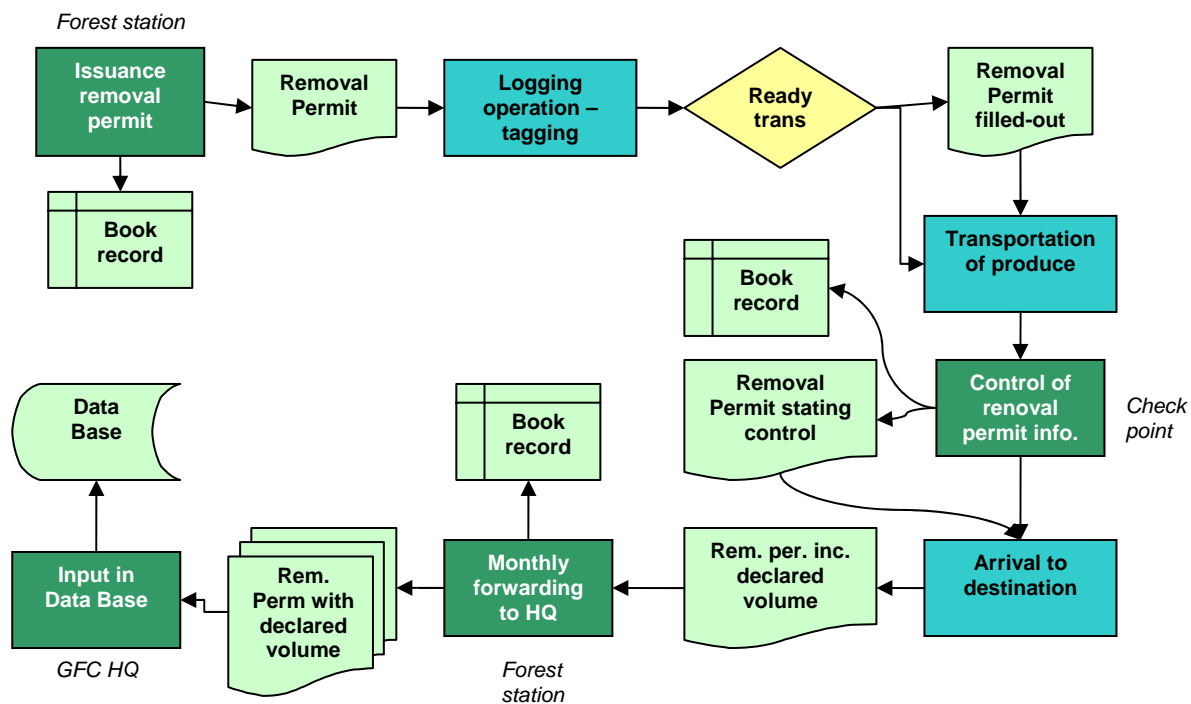 Forest station
Issuance
removal
permit
Removal
Permit
Logging
operation –
tagging
Ready
trans
Removal
Permit
filled-out
Book
record
Transportation
of produce
Book
record
Control of
renoval
permit info.
Check
point
Removal
Permit stating
control
Book
record
Data
Base
Arrival to
destination
Rem. per. inc.
declared
volume
Monthly
forwarding
to HQ
Forest
station
Rem.
Perm with
declared
volume
Input in
Data Base
GFC HQ